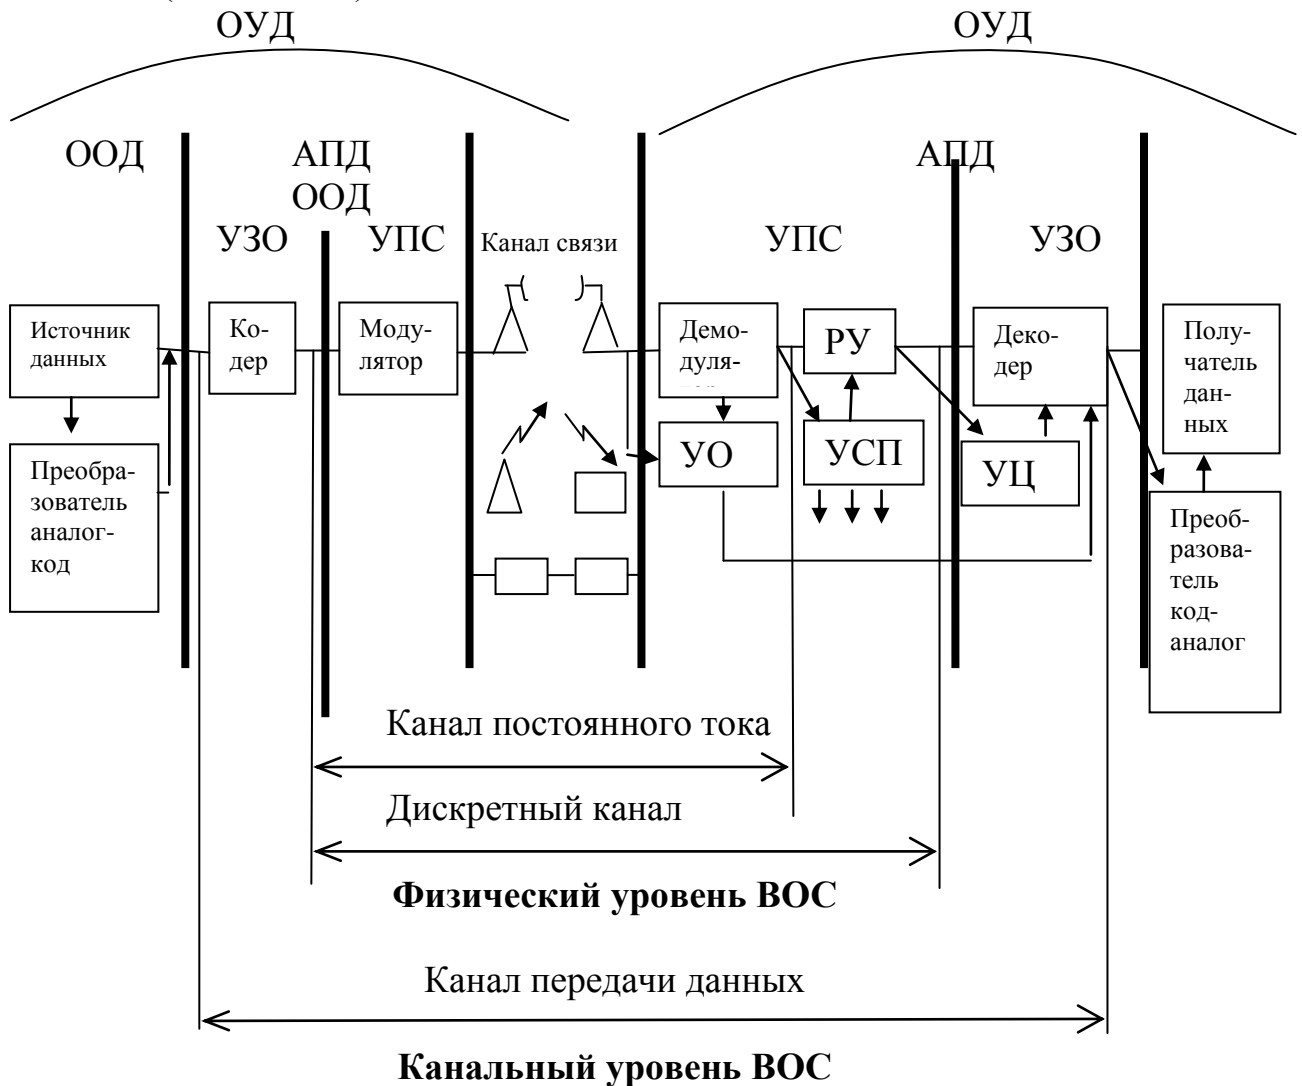 ОУД
ОУД
ООД
АПД
ООД
АПД
УЗО
УПС
Канал связи
УПС
УЗО
Источник
данных
Ко-
дер
Моду-
лятор
Демо-
дуля-
РУ
Деко-
дер
Полу-
чатель
дан-
ных
Преобра-
зователь
аналог-
код
УО
УСП
УЦ
Преоб-
разова-
тель
код-
аналог
Канал постоянного тока
Дискретный канал
Физический уровень ВОС
Канал передачи данных
Канальный уровень ВОС